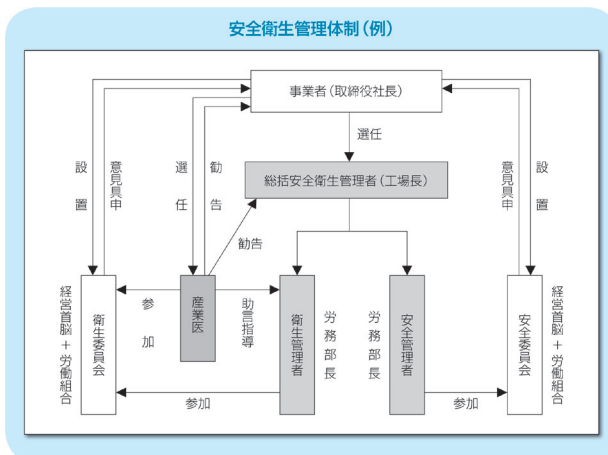 安全衛生管理体制（例）
事業者（取締役社長）
選任
総括安全衛生管理者（工場長）
設置
意見具申
選任
勧告
勧告
意見具申
設置
経営首脳＋労働組合
衛生委員会
参加
産業医
助言指導
衛生管理者
労務部長
労務部長
安全管理者
安全委員会
経営首脳＋労働組合
参加
参加